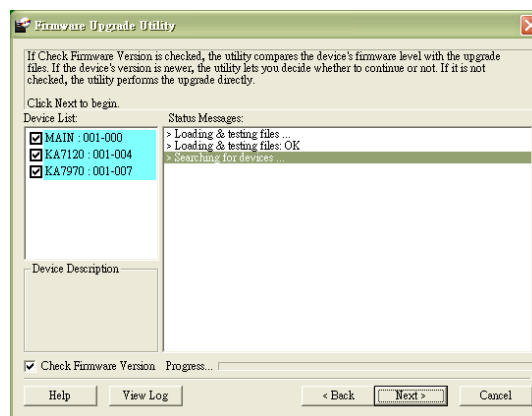 Firmware Upgrade Utility
If Check Firmware Version is checked, the utility compares the device's firmware level with the upgrade
files. If the device's version is newer, the utility lets you decide whether to continue or not. If it is not
checked, the utility performs the upgrade directly.
Click Next to begin.
Device List:
Status Messages:
MAIN : 001-000
KA7120 : 001-004
KA7970 : 001-007
> Loading & testing files ...
> Loading & testing files: OK
> Searching for devices ...
Device Description
Check Firmware Version
Progress...
Help
View Log
< Back
Next >
Cancel